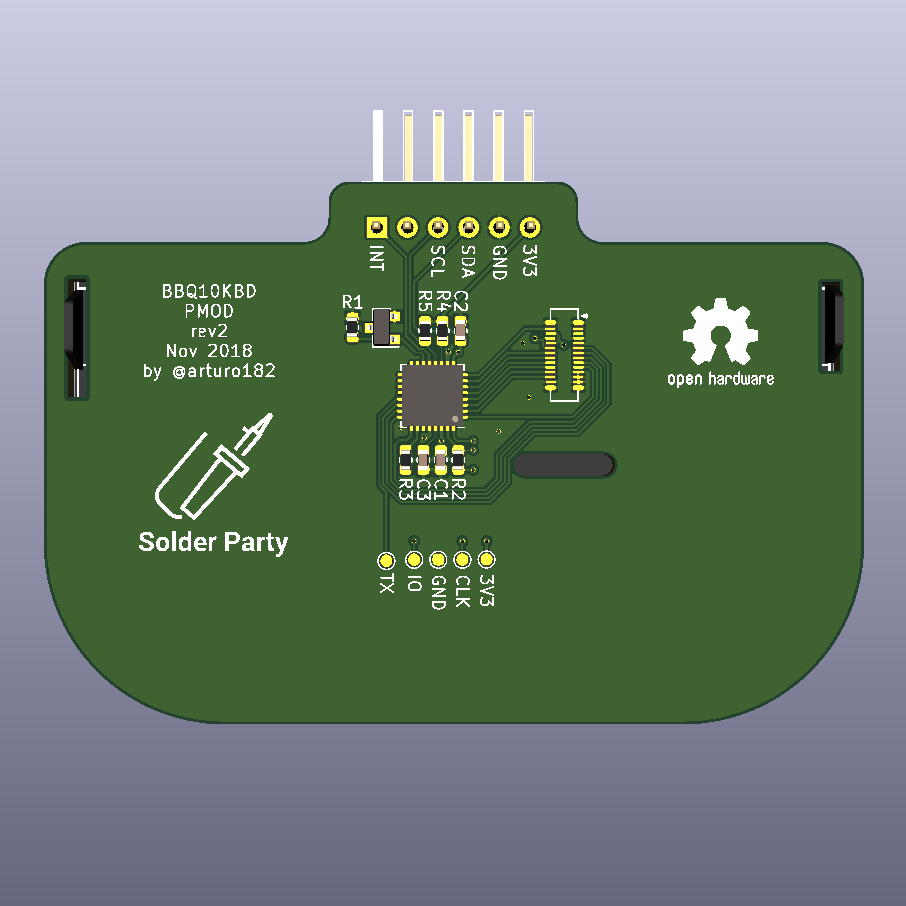 INT
SCL
SDA
GND
3V3
BBQ10KBD
PMOD
rev2
Nov 2018
by @arturo182
R1
R5
R4
C2
open hardware
R3
C3
C1
R2
Solder Party
TX
IO
GND
CLK
3V3